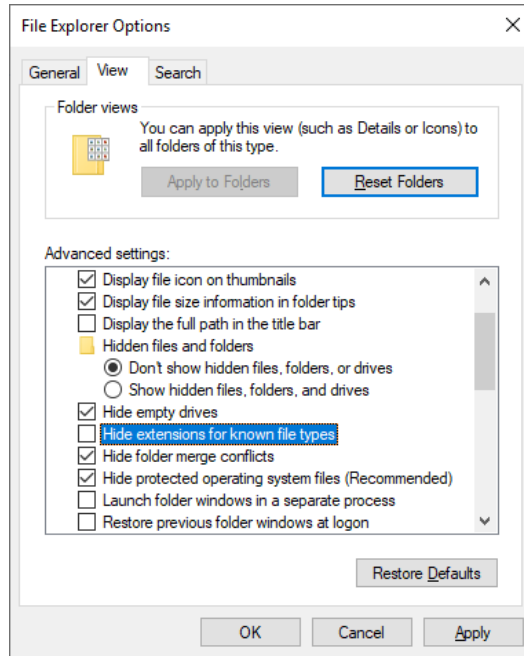 File Explorer Options
General View Search
Folder views
You can apply this view (such as Details or Icons) to
all folders of this type.
Apply to Folders Reset Folders
Advanced settings:
Display file icon on thumbnails
Display file size information in folder tips
Display the full path in the title bar
Hidden files and folders
Don't show hidden files, folders, or drives
Show hidden files, folders, and drives
Hide empty drives
Hide extensions for known file types
Hide folder merge conflicts
Hide protected operating system files (Recommended)
Launch folder windows in a separate process
Restore previous folder windows at logon
Restore Defaults
OK Cancel Apply